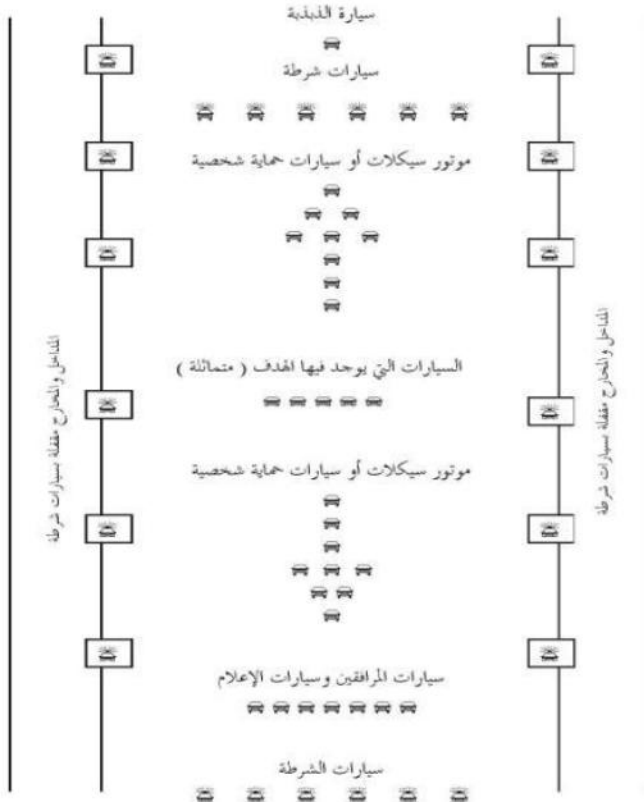 سيارة الذبذبة
سيارات شرطة
موتور سيكلات أو سيارات حماية شخصية
السيارات التي يوجد فيها الهدف ( متماثلة )
المداخل والمخارج مقفلة بسيارات شرطة
المداخل والمخارج مقفلة بسيارات شرطة
موتور سيكلات أو سيارات حماية شخصية
سيارات المرافقين وسيارات الإعلام
سيارات الشرطة